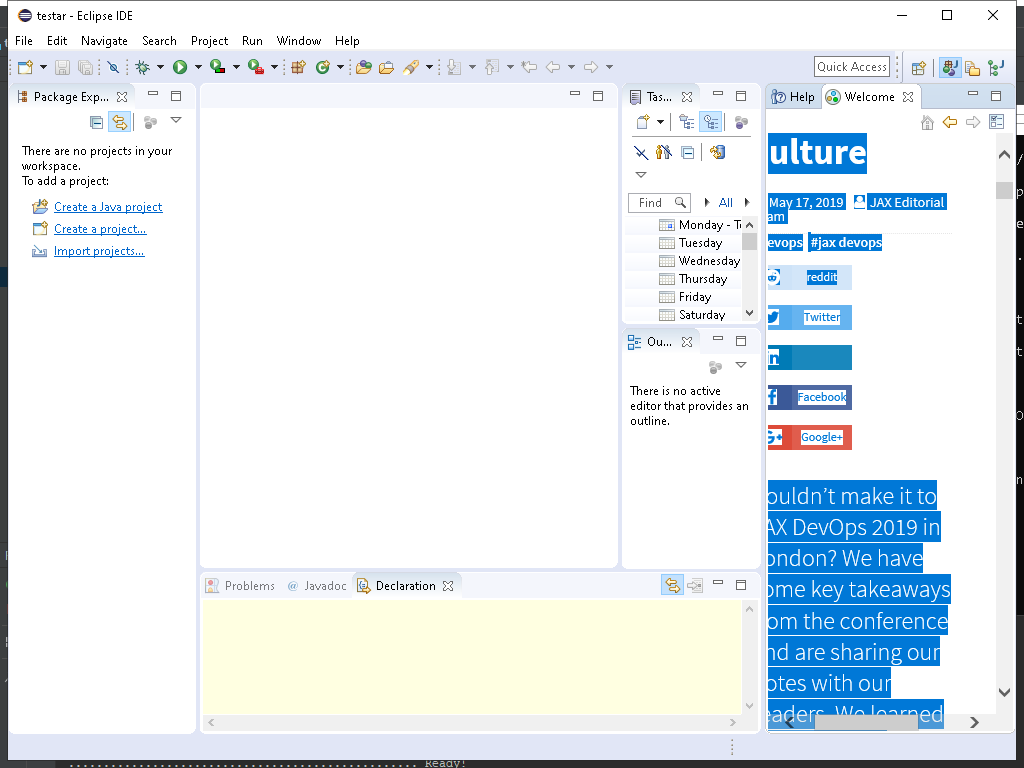 testar - Eclipse IDE
File Edit Navigate Search Project Run Window Help
Quick Access
Package Exp...
There are no projects in your
workspace.
To add a project:
Create a Java project
Create a project...
Import projects...
Tas...
Find
All
Monday - T
Tuesday
Wednesday
Thursday
Friday
Saturday
Ou...
There is no active
editor that provides an
outline.
Problems
@ Javadoc
Declaration
Help
Welcome
ulture
May 17, 2019 JAX Editorial
am
evops #jax devops
reddit
Twitter
in
Facebook
G+ Google+
ouldn’t make it to
AX DevOps 2019 in
ondon? We have
ome key takeaways
om the conference
nd are sharing our
otes with our
eaders. We learned
Ready!